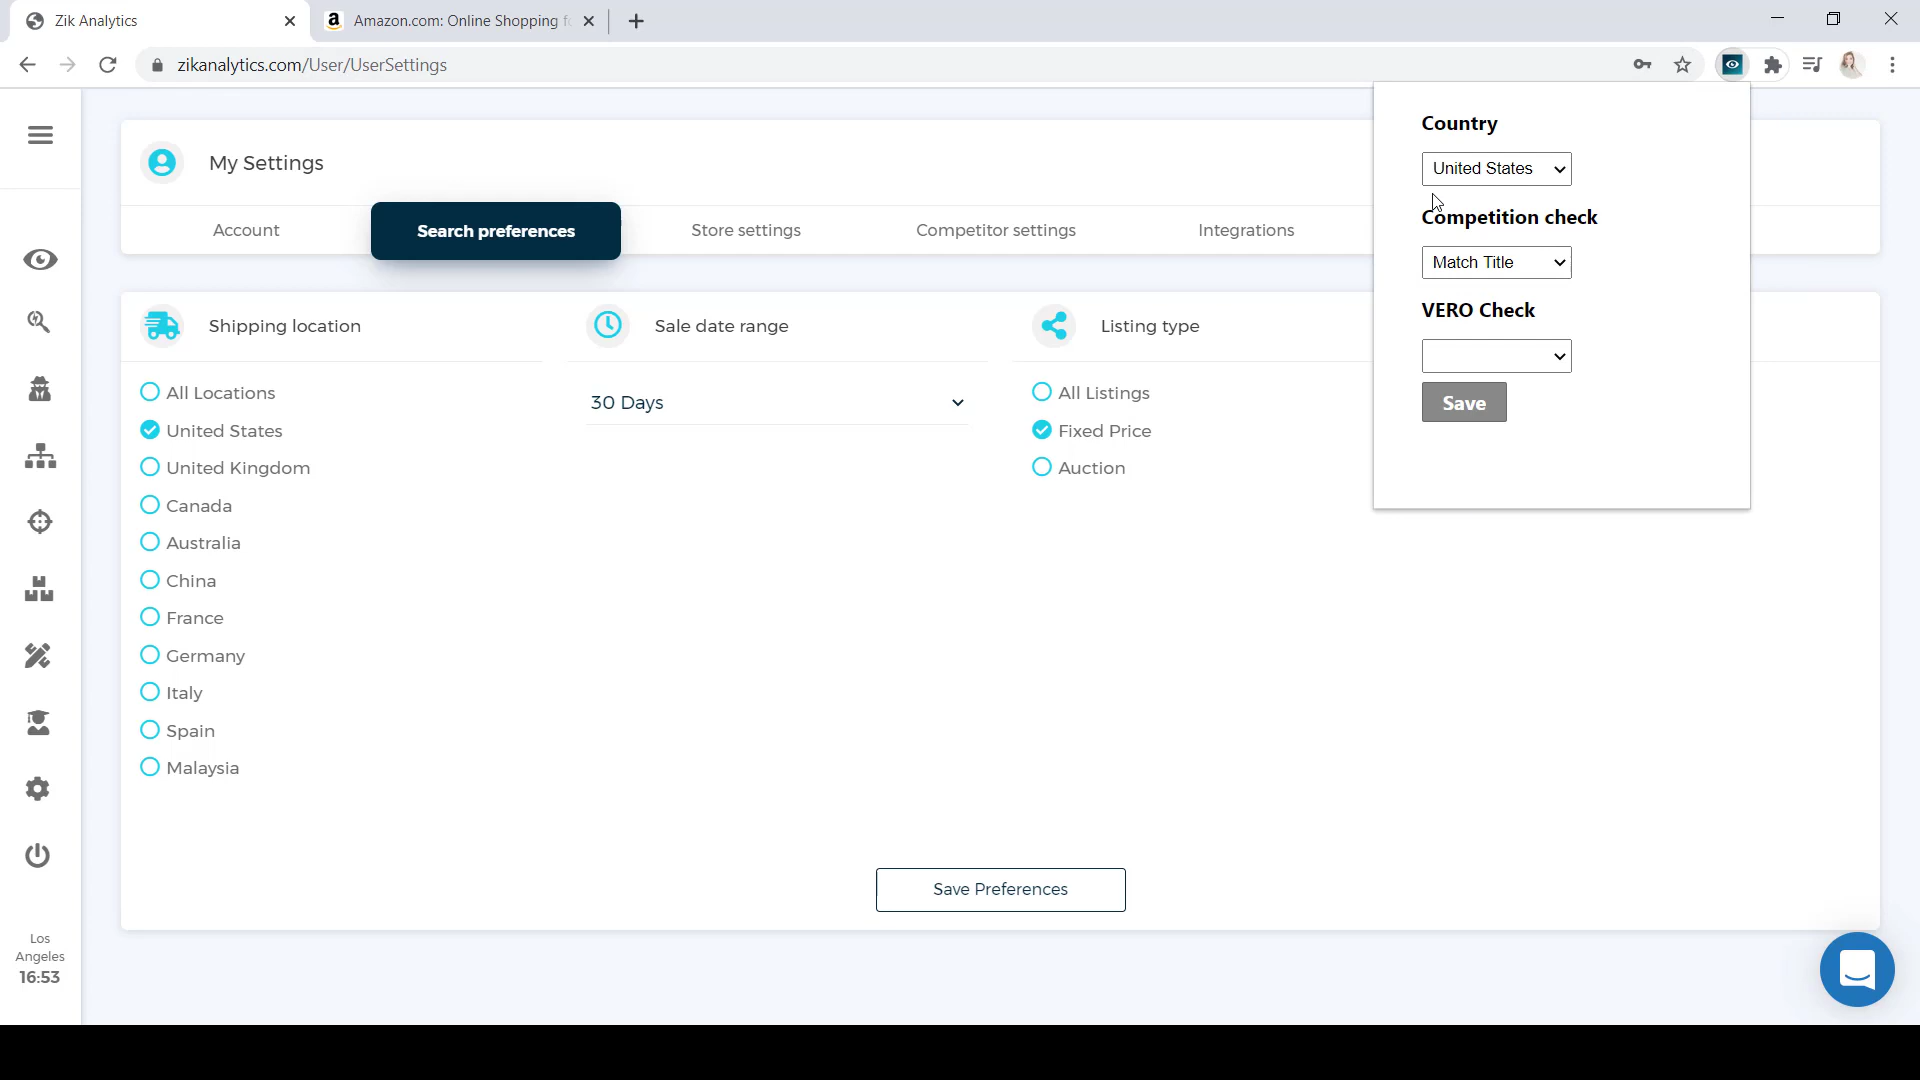 Zik Analytics
Amazon.com: Online Shopping f
zikanalytics.com/User/UserSettings
My Settings
Account
Search preferences
Store settings
Competitor settings
Integrations
Country
United States
Competition check
Match Title
VERO Check
Save
Shipping location
All Locations
United States
United Kingdom
Canada
Australia
China
France
Germany
Italy
Spain
Malaysia
Sale date range
30 Days
Listing type
All Listings
Fixed Price
Auction
Save Preferences
Los
Angeles
16:53